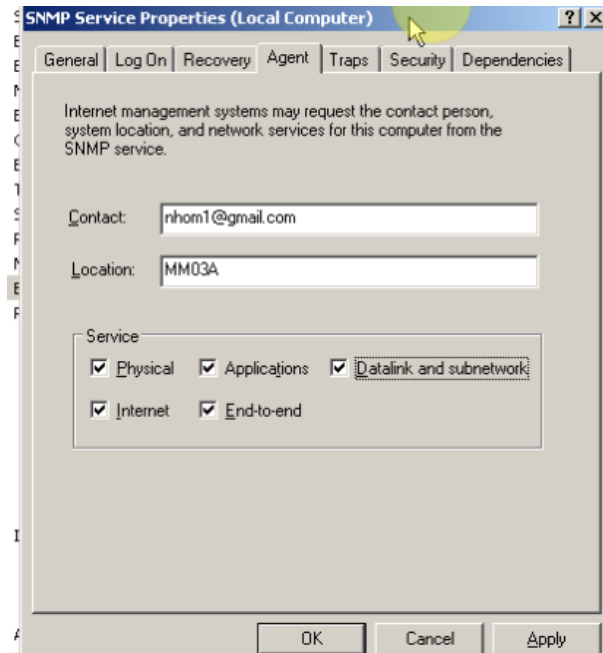 SNMP Service Properties (Local Computer)
General Log On Recovery Agent Traps Security Dependencies
Internet management systems may request the contact person,
system location, and network services for this computer from the
SNMP service.
Contact: nhom1@gmail.com
Location: MM03A
Service
Physical Applications Datalink and subnetwork
Internet End-to-end
OK Cancel Apply